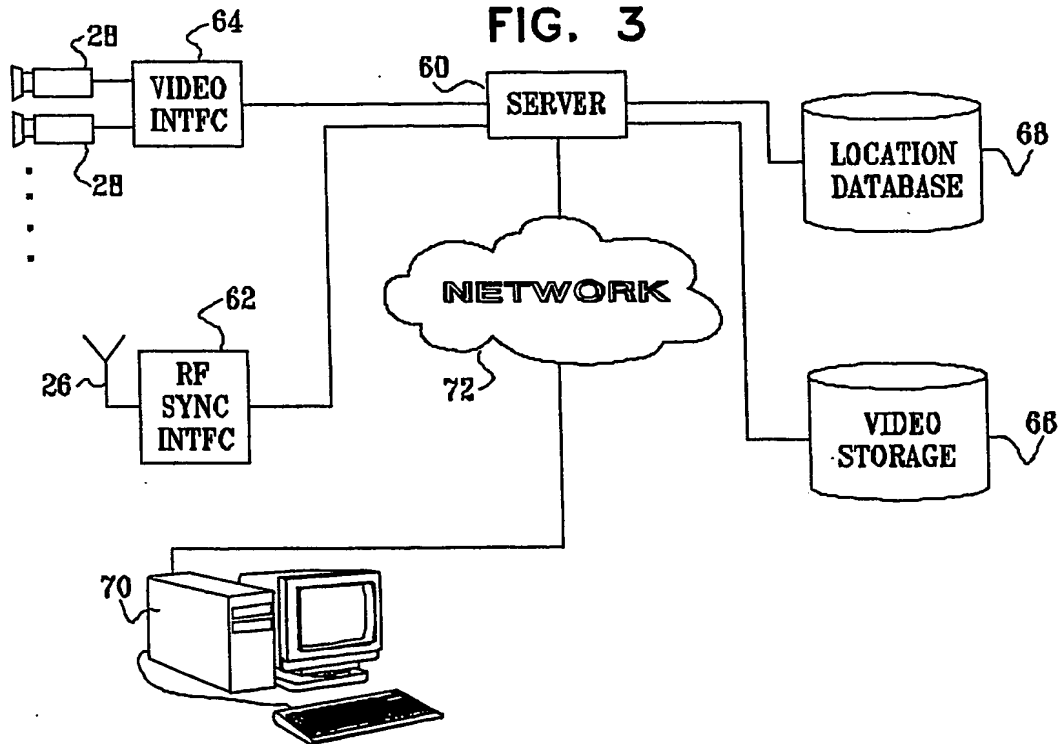 FIG. 3
28
64
VIDEO
INTFC
28
60
SERVER
LOCATION
DATABASE
68
NETWORK
72
26
62
RF
SYNC
INTFC
VIDEO
STORAGE
66
70